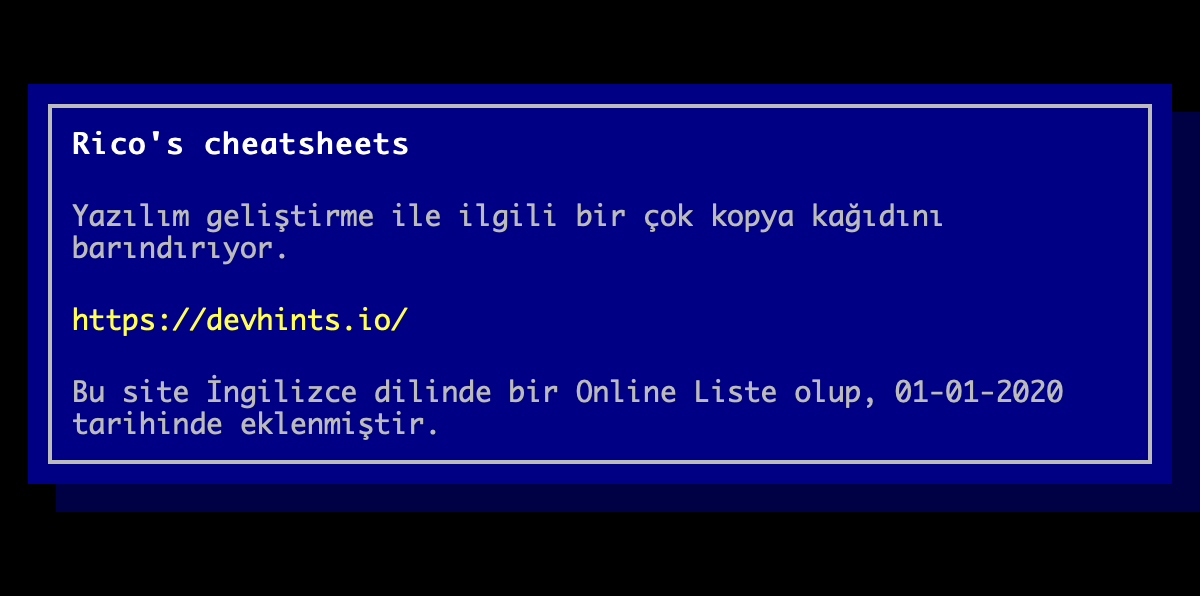 Rico's cheatsheets
Yazılım geliştirme ile ilgili bir çok kopya kağıdını
barındırıyor.
https://devhints.io/
Bu site İngilizce dilinde bir Online Liste olup, 01-01-2020
tarihinde eklenmiştir.